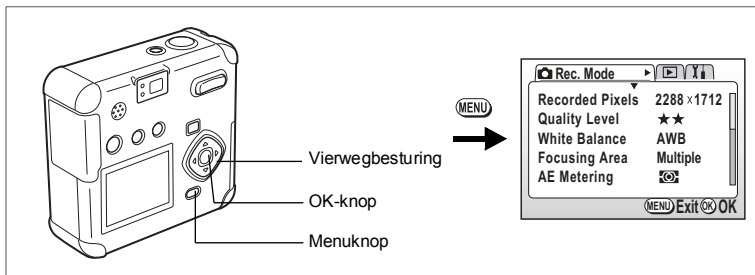 Vierwegbesturing
OK-knop
Menuknop
MENU
Rec. Mode
Recorded Pixels 2288×1712
Quality Level ★★
White Balance AWB
Focusing Area Multiple
AE Metering
MENU Exit OK OK